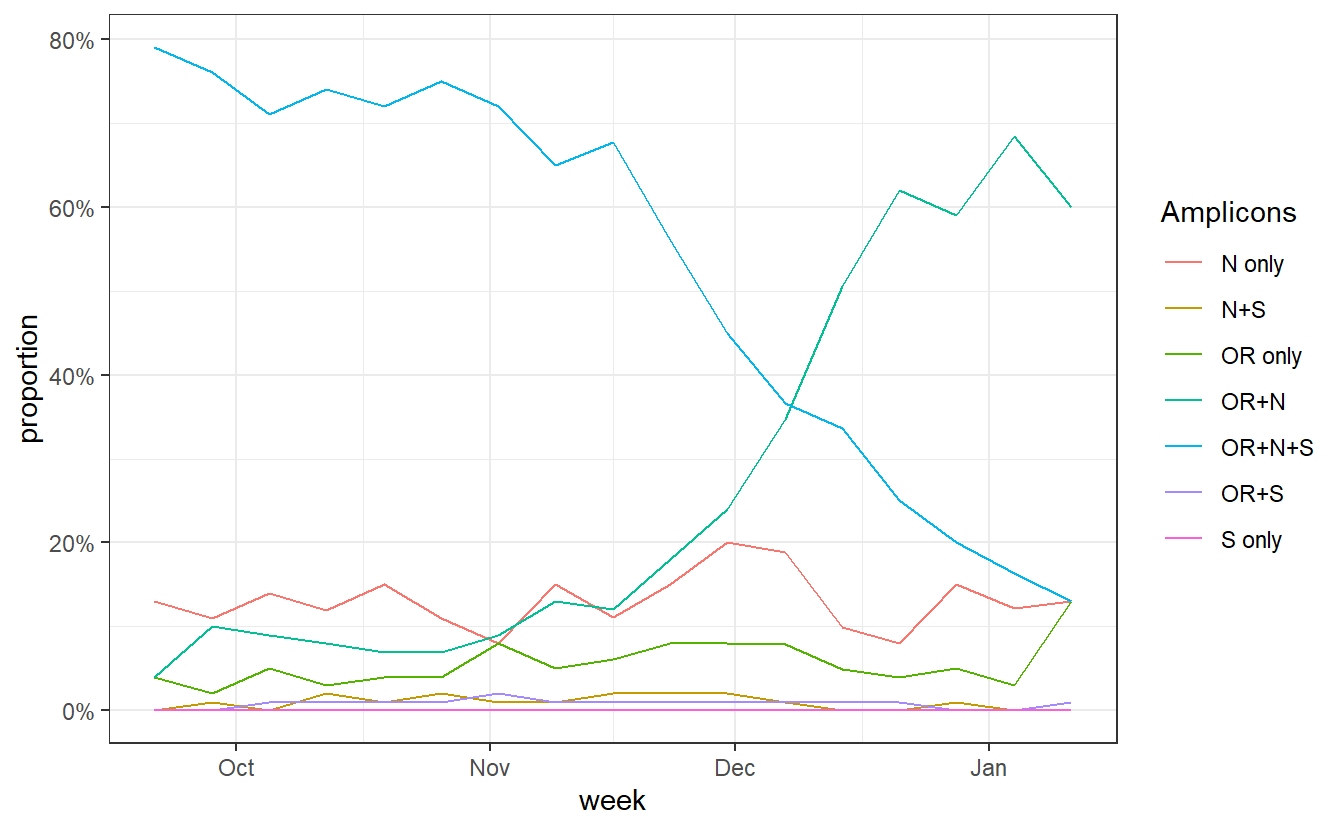 80%
60%
40%
20%
0%
proportion
Oct
Nov
Dec
Jan
week
Amplicons
N only
N+S
OR only
OR+N
OR+N+S
OR+S
S only